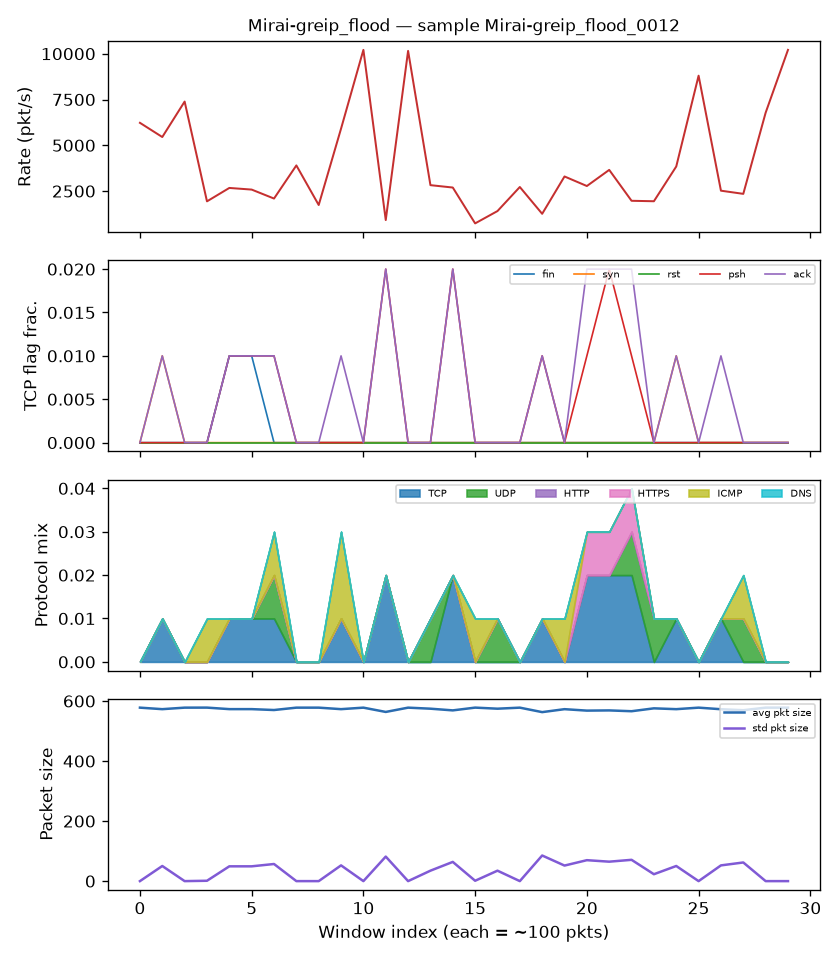 Mirai-greip_flood — sample Mirai-greip_flood_0012
10000
7500
5000
2500
Rate (pkt/s)
0.020
0.015
0.010
0.005
0.000
TCP flag frac.
fin syn rst psh ack
0.04
0.03
0.02
0.01
0.00
Protocol mix
TCP UDP HTTP HTTPS ICMP DNS
600
400
200
0
Packet size
avg pkt size
std pkt size
0 5 10 15 20 25 30
Window index (each = ~100 pkts)